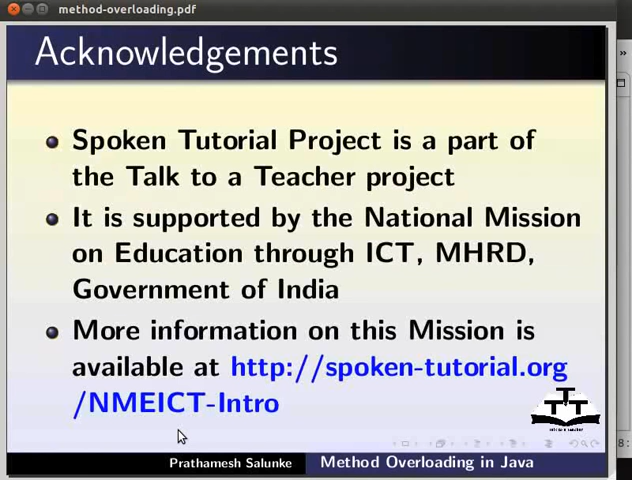 method-overloading.pdf
Acknowledgements
Spoken Tutorial Project is a part of
the Talk to a Teacher project
It is supported by the National Mission
on Education through ICT, MHRD,
Government of India
More information on this Mission is
available at http://spoken-tutorial.org
/NMEICT-Intro
Prathamesh Salunke Method Overloading in Java
8: